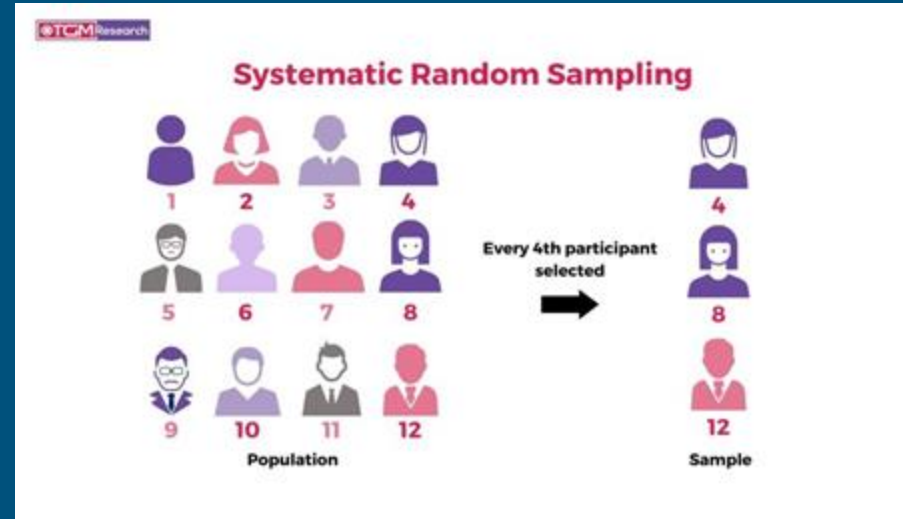 TGM Research
Systematic Random Sampling
1 2 3 4
4
Every 4th participant
selected
5 6 7 8
8
9 10 11 12
12
Population
Sample